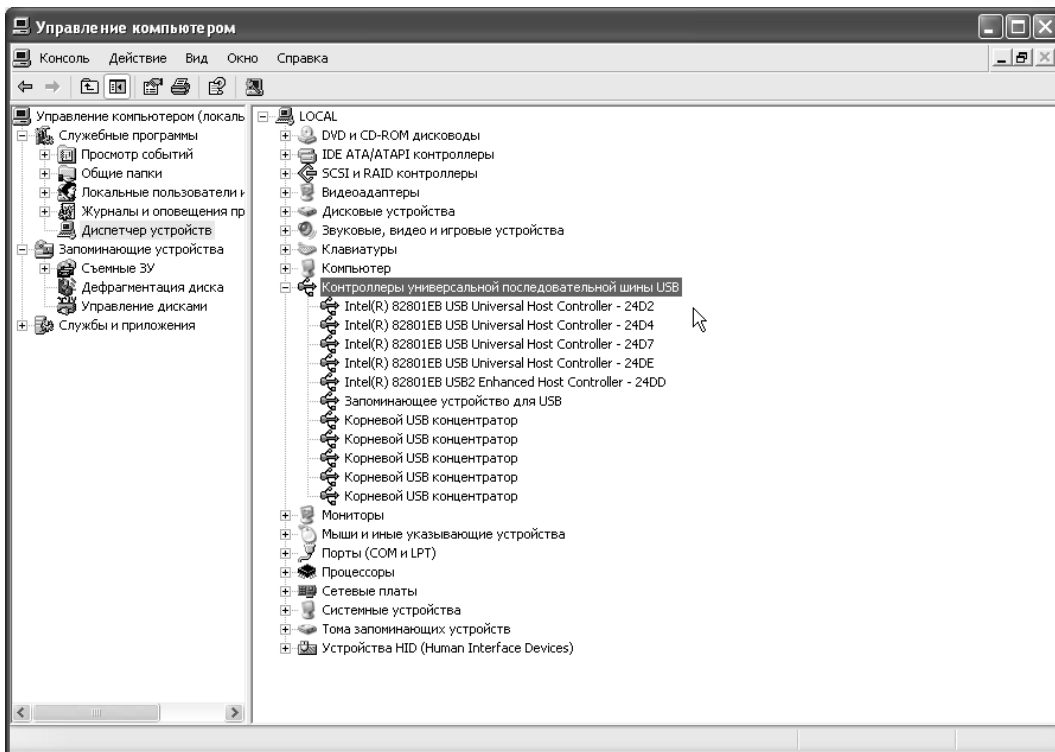 Управление компьютером
Консоль Действие Вид Окно Справка
Управление компьютером (локаль
Служебные программы
Просмотр событий
Общие папки
Локальные пользователи и
Журналы и оповещения пр
Диспетчер устройств
Запоминающие устройства
Съемные ЗУ
Дефрагментация диска
Управление дисками
Службы и приложения
LOCAL
DVD и CD-ROM дисководы
IDE ATA/ATAPI контроллеры
SCSI и RAID контроллеры
Видеоадаптеры
Дисковые устройства
Звуковые, видео и игровые устройства
Клавиатуры
Компьютер
Контроллеры универсальной последовательной шины USB
Intel(R) 82801EB USB Universal Host Controller - 24D2
Intel(R) 82801EB USB Universal Host Controller - 24D4
Intel(R) 82801EB USB Universal Host Controller - 24D7
Intel(R) 82801EB USB Universal Host Controller - 24DE
Intel(R) 82801EB USB2 Enhanced Host Controller - 24DD
Запоминающее устройство для USB
Корневой USB концентратор
Корневой USB концентратор
Корневой USB концентратор
Корневой USB концентратор
Корневой USB концентратор
Мониторы
Мыши и иные указывающие устройства
Порты (COM и LPT)
Процессоры
Сетевые платы
Системные устройства
Тома запоминающих устройств
Устройства HID (Human Interface Devices)